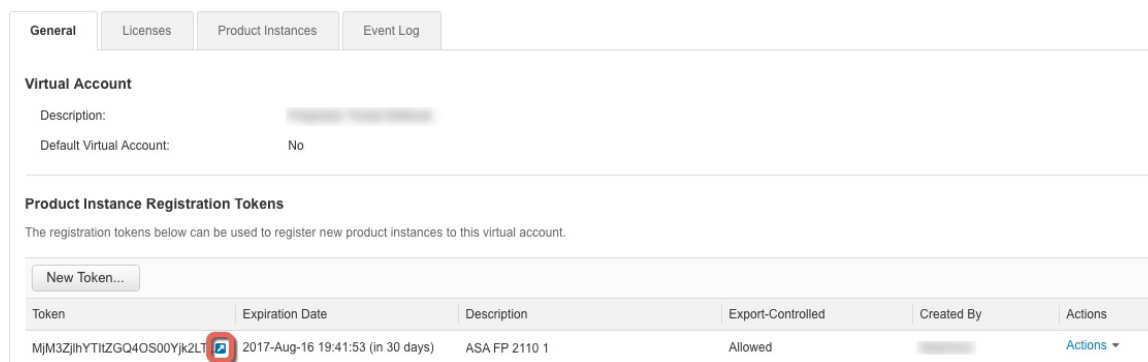 General Licenses Product Instances Event Log
Virtual Account
Description:
Default Virtual Account: No
Product Instance Registration Tokens
The registration tokens below can be used to register new product instances to this virtual account.
New Token...
Token Expiration Date Description Export-Controlled Created By Actions
MjM3ZjlhYTItZGQ4OS00Yjk2LT 2017-Aug-16 19:41:53 (in 30 days) ASA FP 2110 1 Allowed Actions